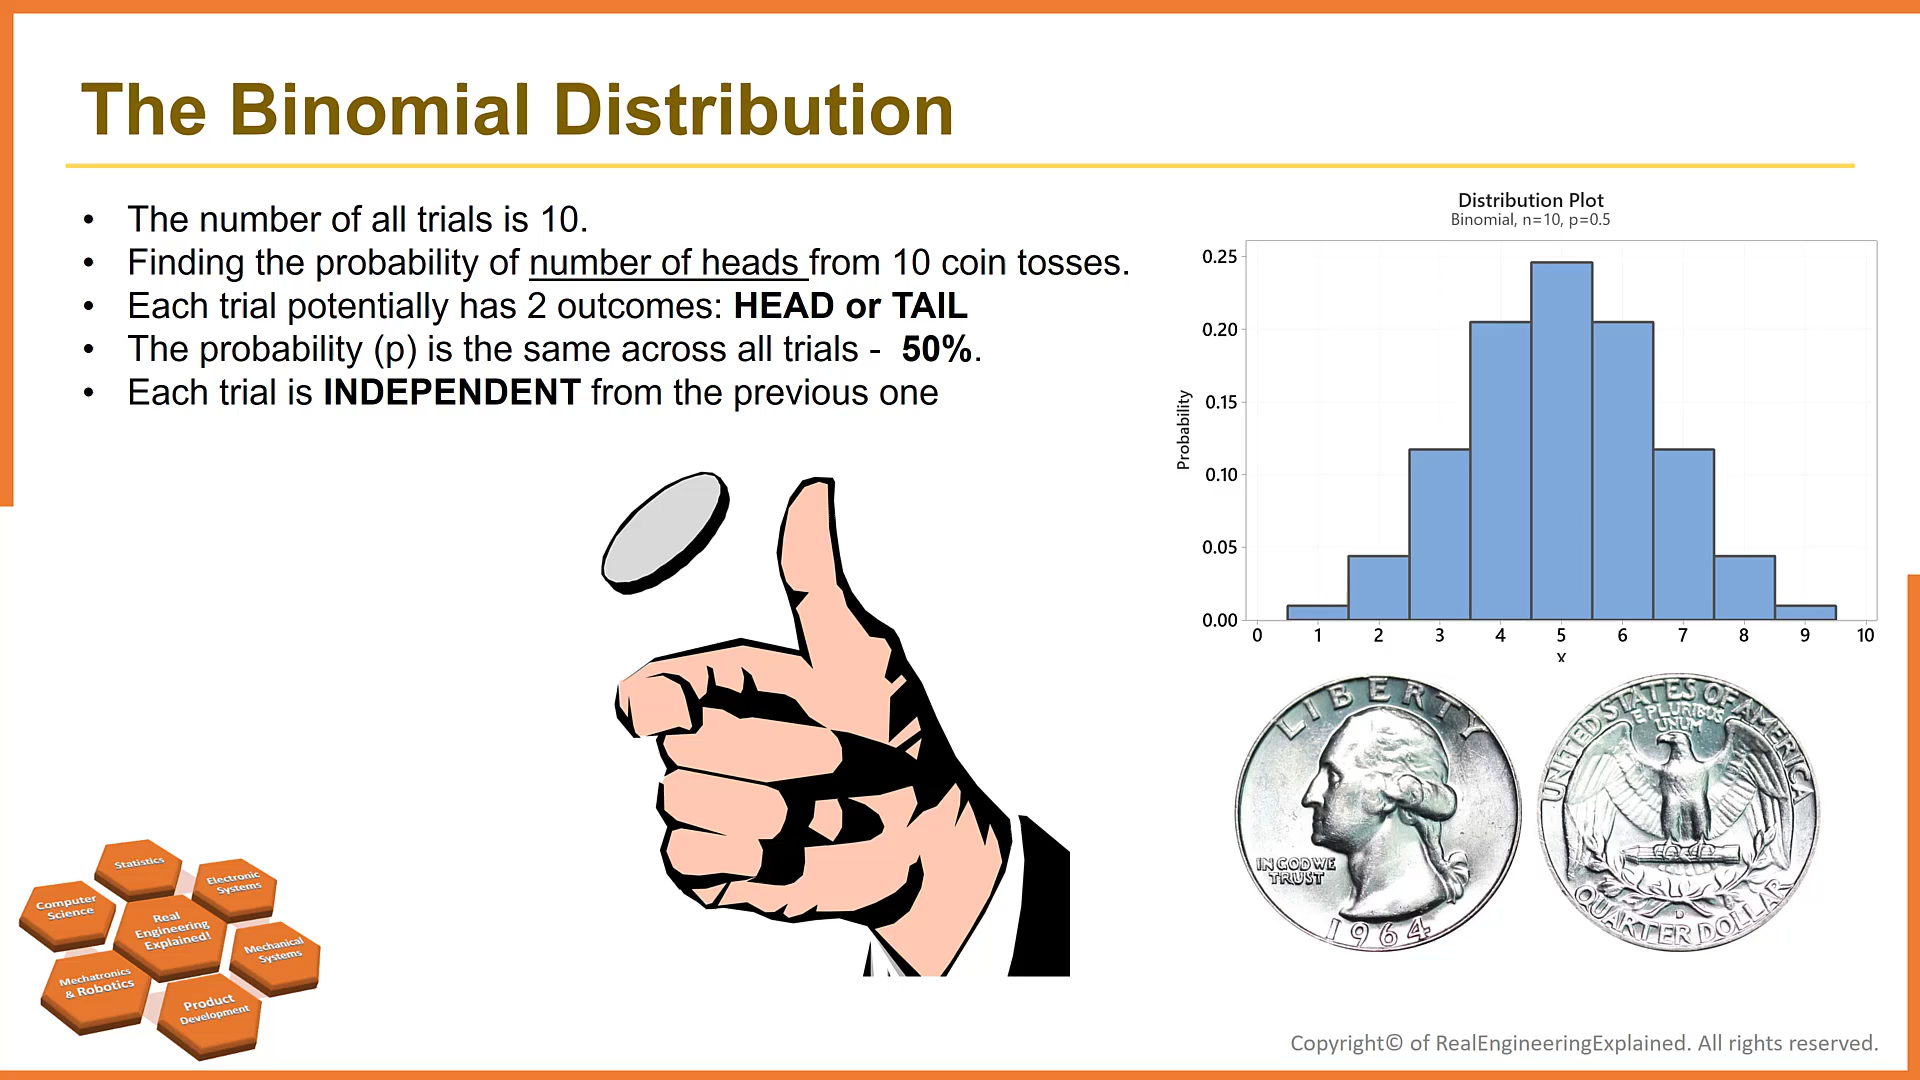 The Binomial Distribution
• The number of all trials is 10.
• Finding the probability of number of heads from 10 coin tosses.
• Each trial potentially has 2 outcomes: HEAD or TAIL
• The probability (p) is the same across all trials - 50%.
• Each trial is INDEPENDENT from the previous one
Distribution Plot
Binomial, n=10, p=0.5
0.25
0.20
0.15
0.10
0.05
0.00
Probability
0 1 2 3 4 5 6 7 8 9 10
X
LIBERTY
IN GOD WE
TRUST
1964
UNITED STATES OF AMERICA
E PLURIBUS
UNUM
D
QUARTER DOLLAR
Statistics
Electronic
Systems
Computer
Science
Real
Engineering
Explained!
Mechanical
Systems
Mechatronics
& Robotics
Product
Development
Copyright© of RealEngineeringExplained. All rights reserved.